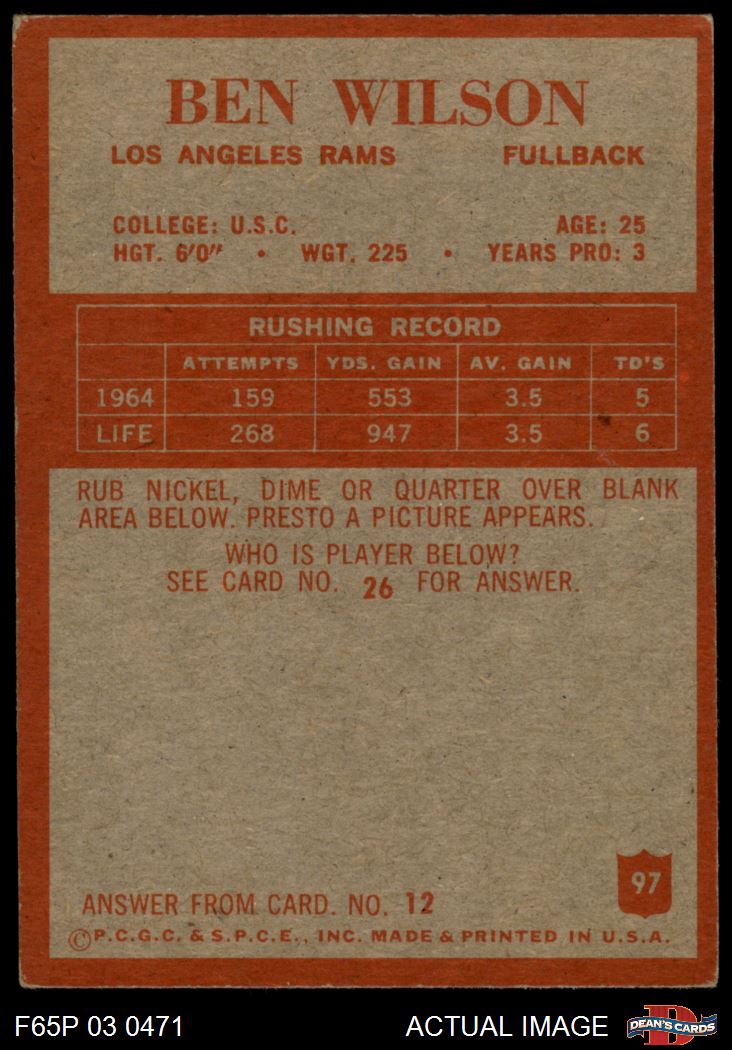 BEN WILSON
LOS ANGELES RAMS FULLBACK
COLLEGE: U.S.C. AGE: 25
HGT. 6'0" • WGT. 225 • YEARS PRO: 3
RUSHING RECORD
ATTEMPTS YDS. GAIN AV. GAIN TD'S
1964 159 553 3.5 5
LIFE 268 947 3.5 6
RUB NICKEL, DIME OR QUARTER OVER BLANK
AREA BELOW. PRESTO A PICTURE APPEARS.
WHO IS PLAYER BELOW?
SEE CARD NO. 26 FOR ANSWER.
97
ANSWER FROM CARD. NO. 12
©P.C.G.C. & S.P.C.E., INC. MADE & PRINTED IN U.S.A.
F65P 03 0471 ACTUAL IMAGE D DEAN'S CARDS